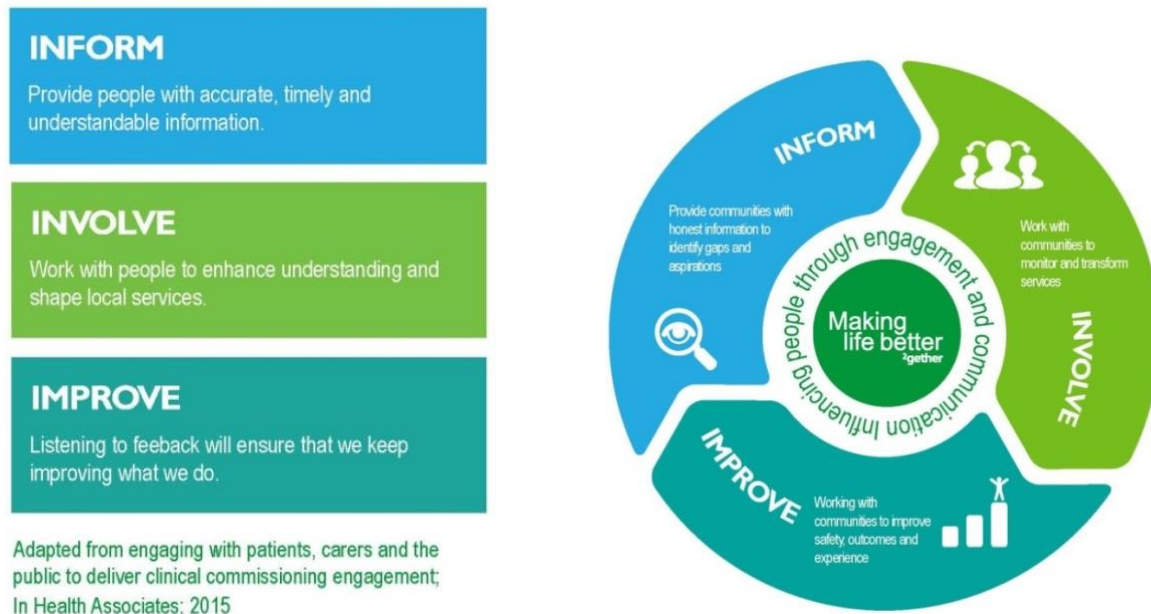 INFORM
Provide people with accurate, timely and
understandable information.
INVOLVE
Work with people to enhance understanding and
shape local services.
IMPROVE
Listening to feeback will ensure that we keep
improving what we do.
Adapted from engaging with patients, carers and the
public to deliver clinical commissioning engagement;
In Health Associates: 2015
INFORM
Provide communities with
honest information to
identify gaps and
aspirations
INVOLVE
Work with
communities to
monitor and transform
services
IMPROVE
Working with
communities to improve
safety, outcomes and
experience
Influencing people through engagement and communication
Making
life better
²gether